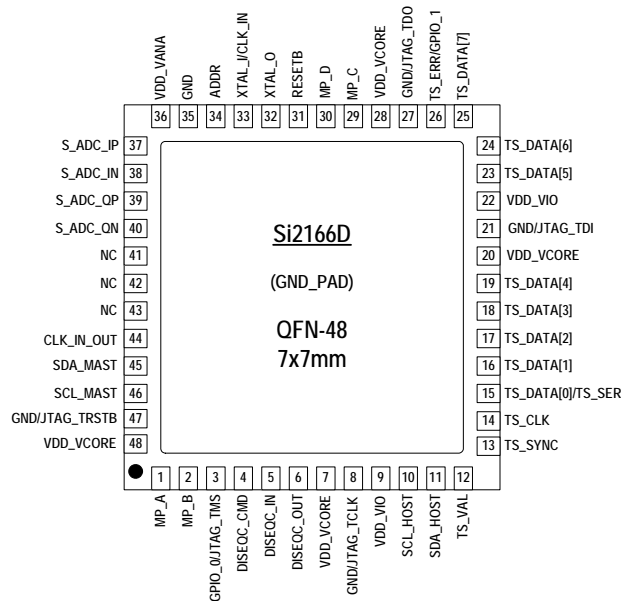 VDD_VANA
GND
ADDR
XTAL_I/CLK_IN
XTAL_O
RESETB
MP_D
MP_C
VDD_VCORE
GND/JTAG_TDO
TS_ERR/GPIO_1
TS_DATA[7]
36 35 34 33 32 31 30 29 28 27 26 25
S_ADC_IP 37
S_ADC_IN 38
S_ADC_QP 39
S_ADC_QN 40
NC 41
NC 42
NC 43
CLK_IN_OUT 44
SDA_MAST 45
SCL_MAST 46
GND/JTAG_TRSTB 47
VDD_VCORE 48
Si2166D
(GND_PAD)
QFN-48
7x7mm
24 TS_DATA[6]
23 TS_DATA[5]
22 VDD_VIO
21 GND/JTAG_TDI
20 VDD_VCORE
19 TS_DATA[4]
18 TS_DATA[3]
17 TS_DATA[2]
16 TS_DATA[1]
15 TS_DATA[0]/TS_SER
14 TS_CLK
13 TS_SYNC
1 2 3 4 5 6 7 8 9 10 11 12
MP_A
MP_B
GPIO_0/JTAG_TMS
DISEQC_CMD
DISEQC_IN
DISEQC_OUT
VDD_VCORE
GND/JTAG_TCLK
VDD_VIO
SCL_HOST
SDA_HOST
TS_VAL